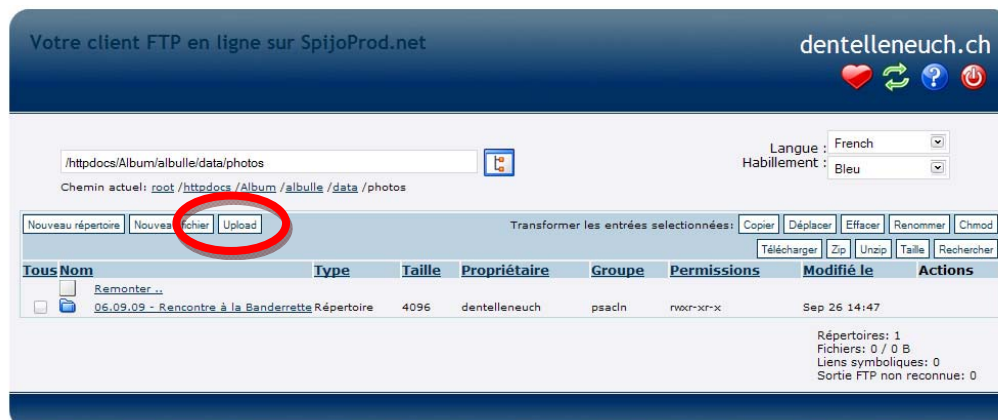 Votre client FTP en ligne sur SpijoProd.net
dentelleneuch.ch
/httpdocs/Album/albulle/data/photos
Langue : French
Habillement : Bleu
Chemin actuel: root /httpdocs /Album /albulle /data /photos
Nouveau répertoire Nouveau fichier Upload Transformer les entrées selectionnées: Copier Déplacer Effacer Renommer Chmod
Télécharger Zip Unzip Taille Rechercher
Tous Nom Type Taille Propriétaire Groupe Permissions Modifié le Actions
Remonter ..
06.09.09 - Rencontre à la Banderrette Répertoire 4096 dentelleneuch psacln rwxr-xr-x Sep 26 14:47
Répertoires: 1
Fichiers: 0 / 0 B
Liens symboliques: 0
Sortie FTP non reconnue: 0